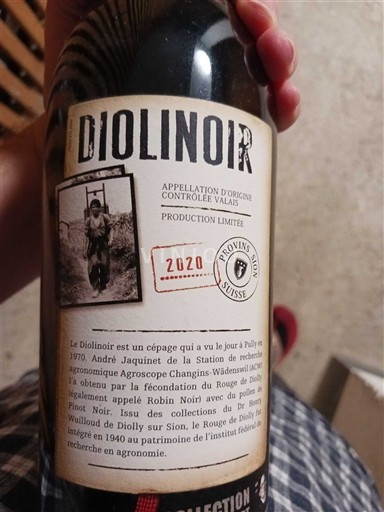 DIOLINOIR
APPELLATION D'ORIGINE
CONTRÔLÉE VALAIS
PRODUCTION LIMITÉE
2020
PROVINS SION
SUISSE
Le Diolinoir est un cépage qui a vu le jour à Pully en
1970. André Jaquinet de la Station de recherche
agronomique Agroscope Changins-Wädenswil (ACW)
l'a obtenu par la fécondation du Rouge de Diolly
(également appelé Robin Noir) avec du pollen de
Pinot Noir. Issu des collections du Dr Henry
Wuilloud de Diolly sur Sion, le Rouge de Diolly fut
intégré en 1940 au patrimoine de l'institut fédéral de
recherche en agronomie.
COLLECTION